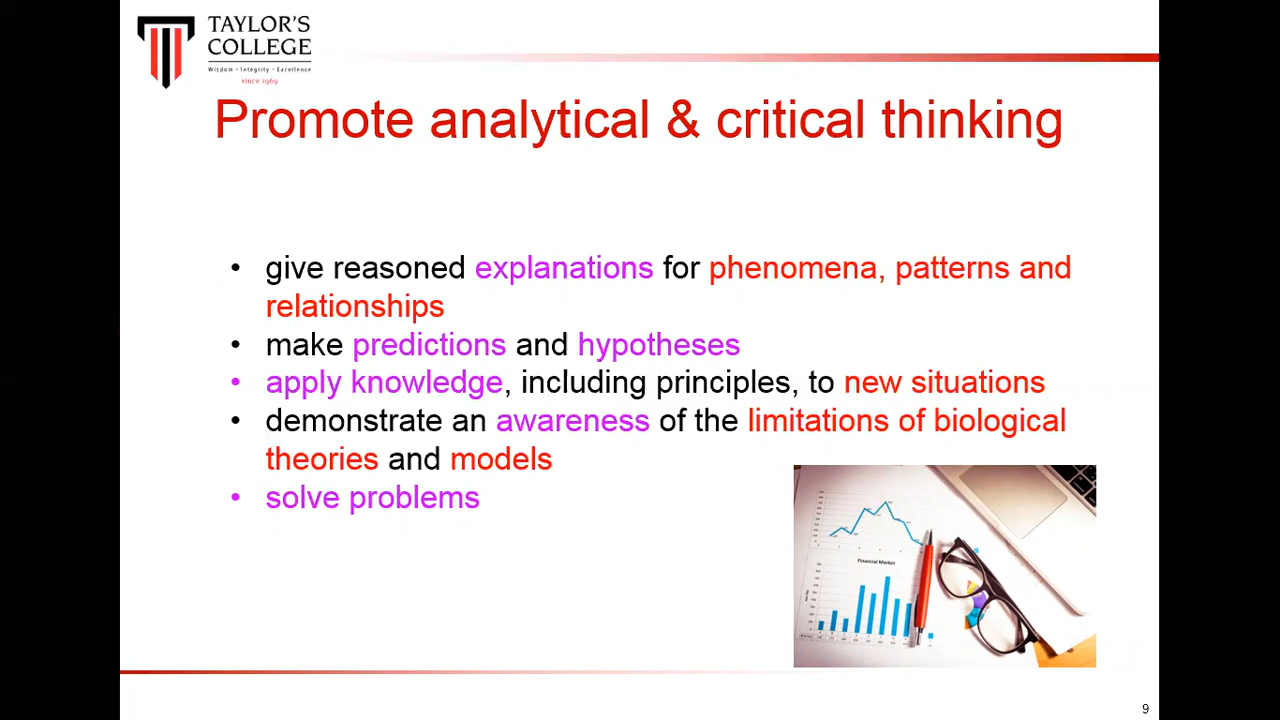 TAYLOR'S
COLLEGE
Wisdom • Integrity • Excellence
since 1969
Promote analytical & critical thinking
• give reasoned explanations for phenomena, patterns and
relationships
• make predictions and hypotheses
• apply knowledge, including principles, to new situations
• demonstrate an awareness of the limitations of biological
theories and models
• solve problems
Financial Market
9